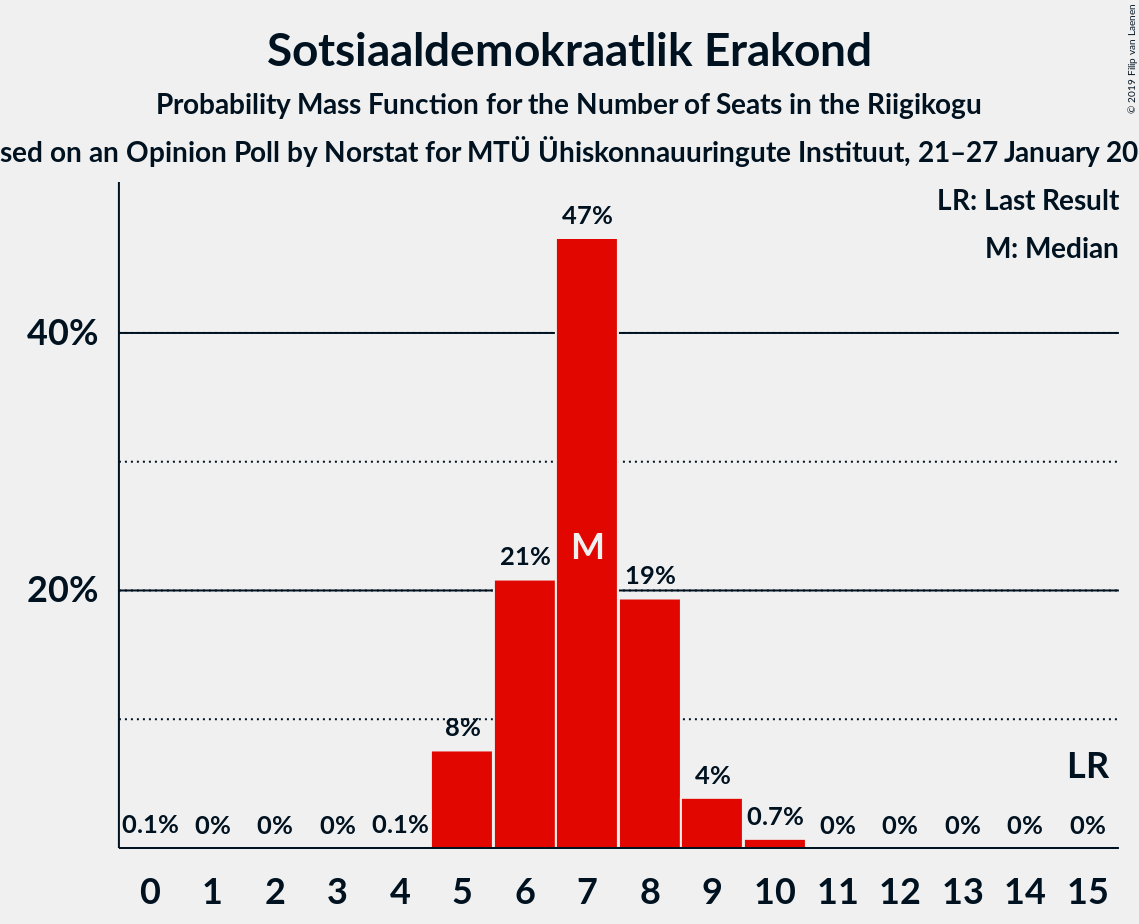 Sotsiaaldemokraatlik Erakond
Probability Mass Function for the Number of Seats in the Riigikogu
sed on an Opinion Poll by Norstat for MTÜ Ühiskonnauuringute Instituut, 21–27 January 20
© 2019 Filip van Laenen
LR: Last Result
M: Median
47%
40%
M
21%
19%
20%
8%
4%
LR
0.1% 0% 0% 0% 0.1% 0.7% 0% 0% 0% 0% 0%
0 1 2 3 4 5 6 7 8 9 10 11 12 13 14 15